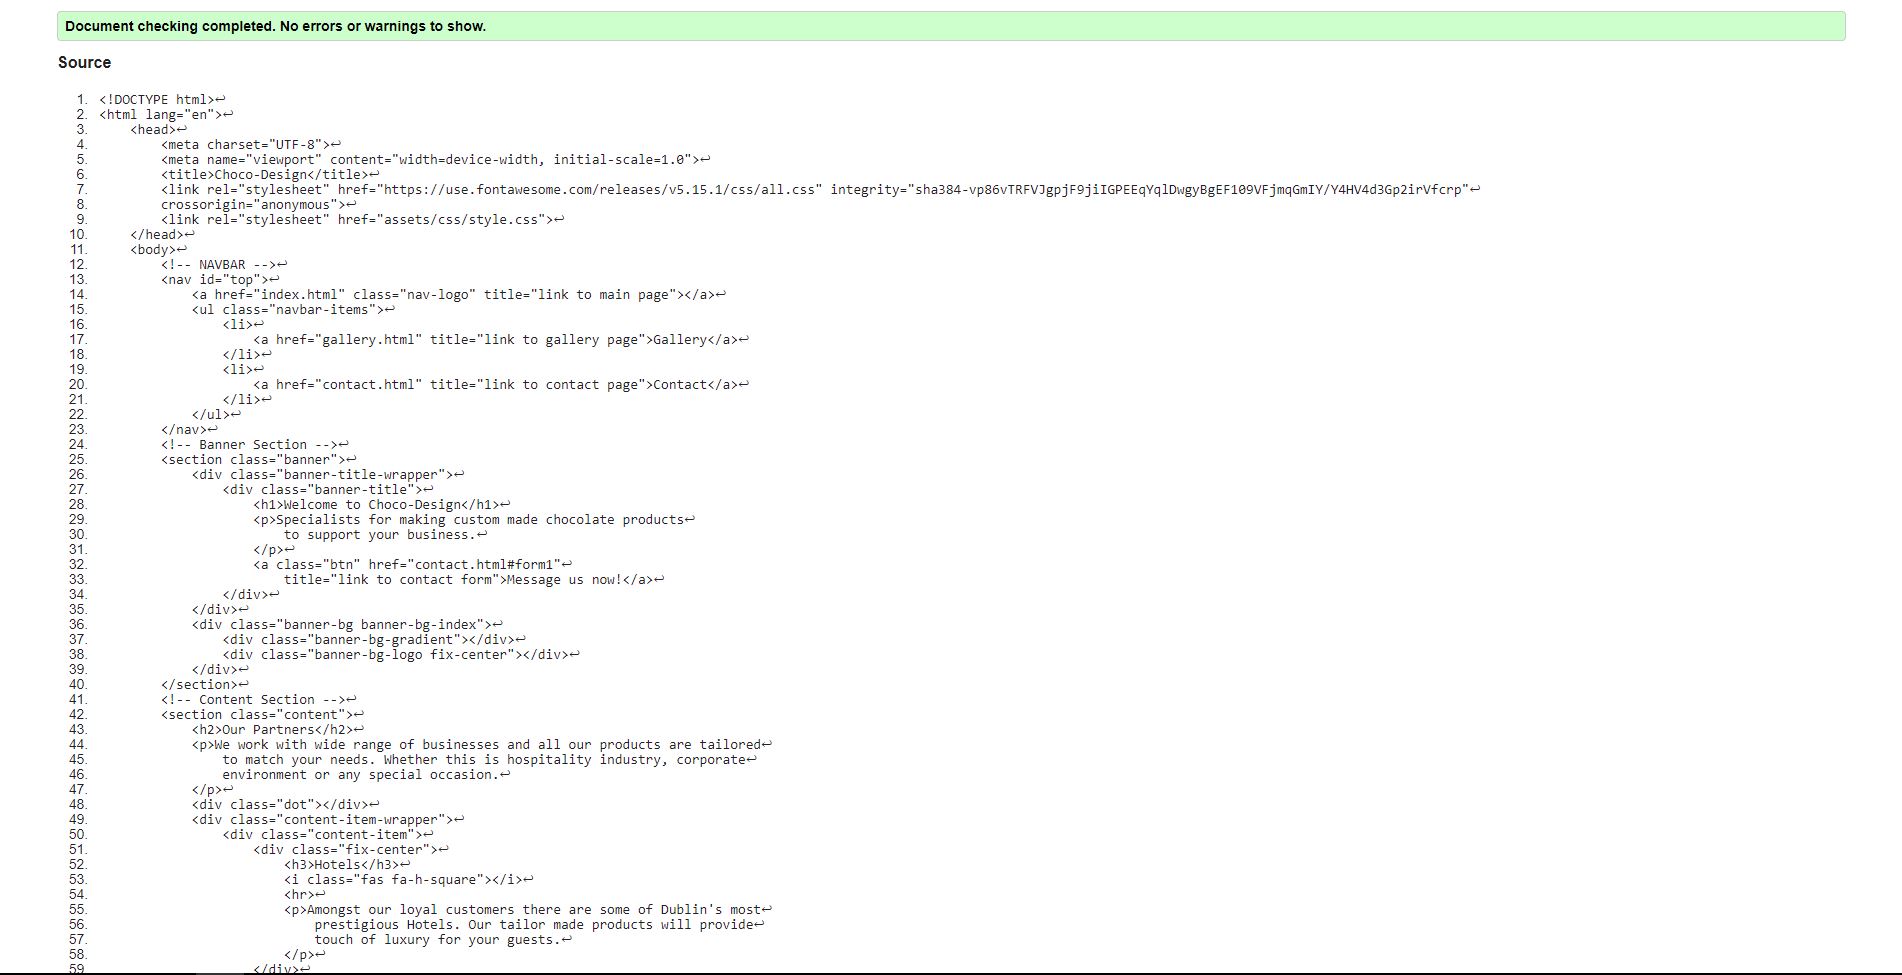 Document checking completed. No errors or warnings to show.
Source
1. <!DOCTYPE html>↩
2. <html lang="en">↩
3. <head>↩
4. <meta charset="UTF-8">↩
5. <meta name="viewport" content="width=device-width, initial-scale=1.0">↩
6. <title>Choco-Design</title>↩
7. <link rel="stylesheet" href="https://use.fontawesome.com/releases/v5.15.1/css/all.css" integrity="sha384-vp86vTRFVJgpjF9jiIGPEEqYqlDwgyBgEF109VFjmqGmIY/Y4HV4d3Gp2irVfcrp"↩
8. crossorigin="anonymous">↩
9. <link rel="stylesheet" href="assets/css/style.css">↩
10. </head>↩
11. <body>↩
12. <!-- NAVBAR -->↩
13. <nav id="top">↩
14. <a href="index.html" class="nav-logo" title="link to main page"></a>↩
15. <ul class="navbar-items">↩
16. <li>↩
17. <a href="gallery.html" title="link to gallery page">Gallery</a>↩
18. </li>↩
19. <li>↩
20. <a href="contact.html" title="link to contact page">Contact</a>↩
21. </li>↩
22. </ul>↩
23. </nav>↩
24. <!-- Banner Section -->↩
25. <section class="banner">↩
26. <div class="banner-title-wrapper">↩
27. <div class="banner-title">↩
28. <h1>Welcome to Choco-Design</h1>↩
29. <p>Specialists for making custom made chocolate products↩
30. to support your business.↩
31. </p>↩
32. <a class="btn" href="contact.html#form1"↩
33. title="link to contact form">Message us now!</a>↩
34. </div>↩
35. </div>↩
36. <div class="banner-bg banner-bg-index">↩
37. <div class="banner-bg-gradient"></div>↩
38. <div class="banner-bg-logo fix-center"></div>↩
39. </div>↩
40. </section>↩
41. <!-- Content Section -->↩
42. <section class="content">↩
43. <h2>Our Partners</h2>↩
44. <p>We work with wide range of businesses and all our products are tailored↩
45. to match your needs. Whether this is hospitality industry, corporate↩
46. environment or any special occasion.↩
47. </p>↩
48. <div class="dot"></div>↩
49. <div class="content-item-wrapper">↩
50. <div class="content-item">↩
51. <div class="fix-center">↩
52. <h3>Hotels</h3>↩
53. <i class="fas fa-h-square"></i>↩
54. <hr>↩
55. <p>Amongst our loyal customers there are some of Dublin's most↩
56. prestigious Hotels. Our tailor made products will provide↩
57. touch of luxury for your guests.↩
58. </p>↩
59. </div>↩